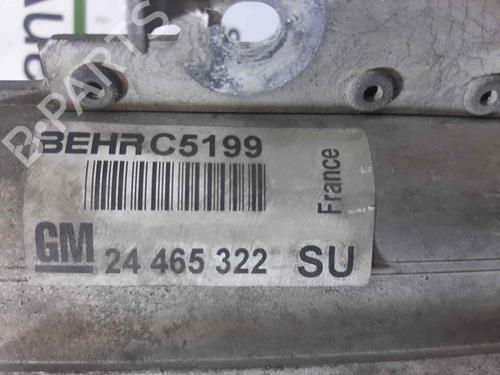 B-PARTS
BEHR C5199
France
GM 24 465 322 SU